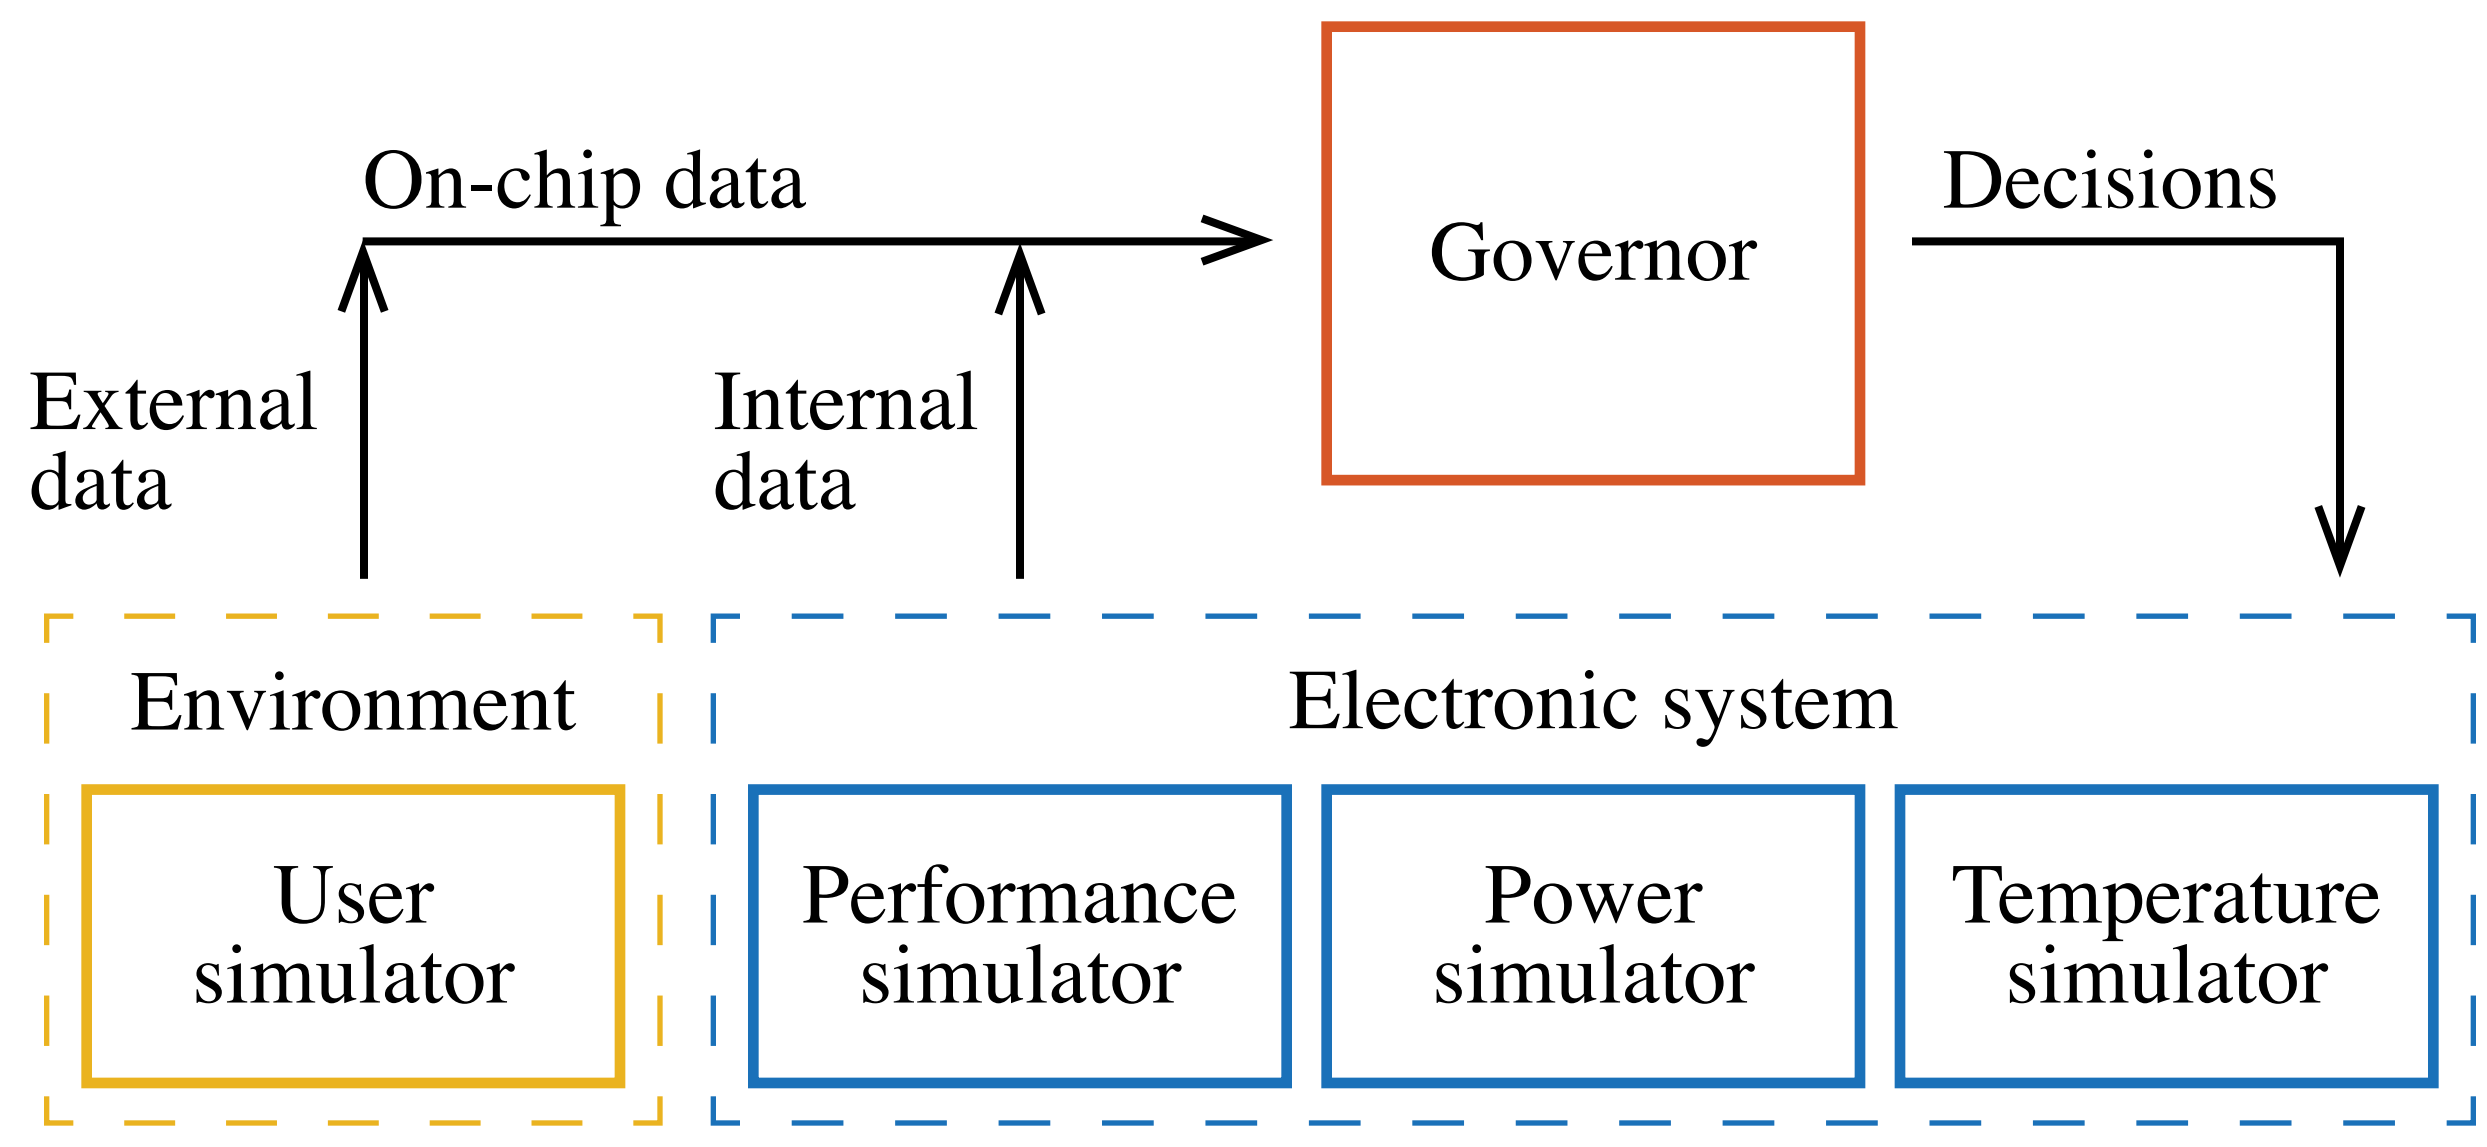 On-chip data
Governor
Decisions
External
data
Internal
data
Environment
Electronic system
User
simulator
Performance
simulator
Power
simulator
Temperature
simulator